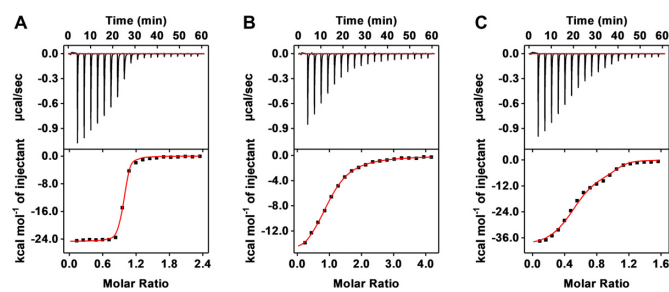 A
Time (min)
0 10 20 30 40 50 60
µcal/sec
0.0
-0.3
-0.6
-0.9
kcal mol-1 of injectant
0.0
-8.0
-16.0
-24.0
0.0 0.6 1.2 1.8 2.4
Molar Ratio
B
Time (min)
0 10 20 30 40 50 60
µcal/sec
0.0
-0.3
-0.6
-0.9
kcal mol-1 of injectant
0.0
-4.0
-8.0
-12.0
0.0 1.0 2.0 3.0 4.0
Molar Ratio
C
Time (min)
0 10 20 30 40 50 60
µcal/sec
0.0
-0.3
-0.6
-0.9
kcal mol-1 of injectant
0.0
-12.0
-24.0
-36.0
0.0 0.4 0.8 1.2 1.6
Molar Ratio